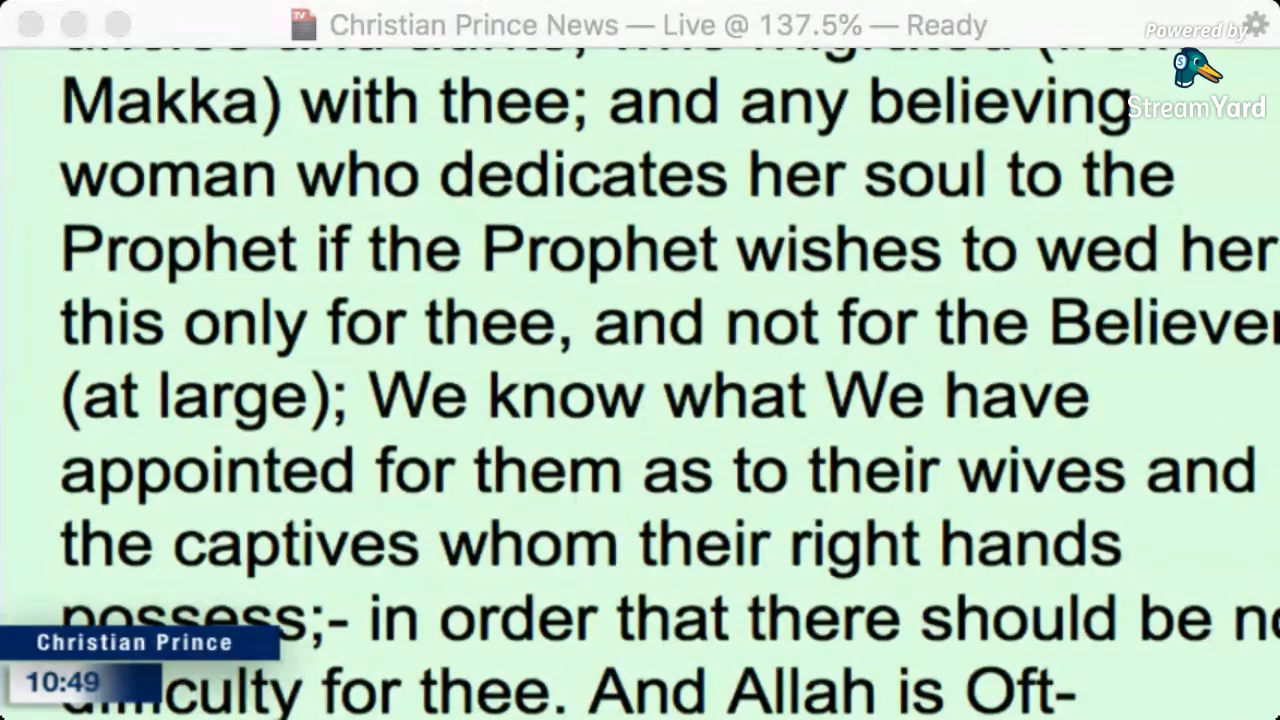 Christian Prince News — Live @ 137.5% — Ready
Powered by
StreamYard
Makka) with thee; and any believing
woman who dedicates her soul to the
Prophet if the Prophet wishes to wed her
this only for thee, and not for the Believer
(at large); We know what We have
appointed for them as to their wives and
the captives whom their right hands
possess;- in order that there should be no
culty for thee. And Allah is Oft-
Christian Prince
10:49